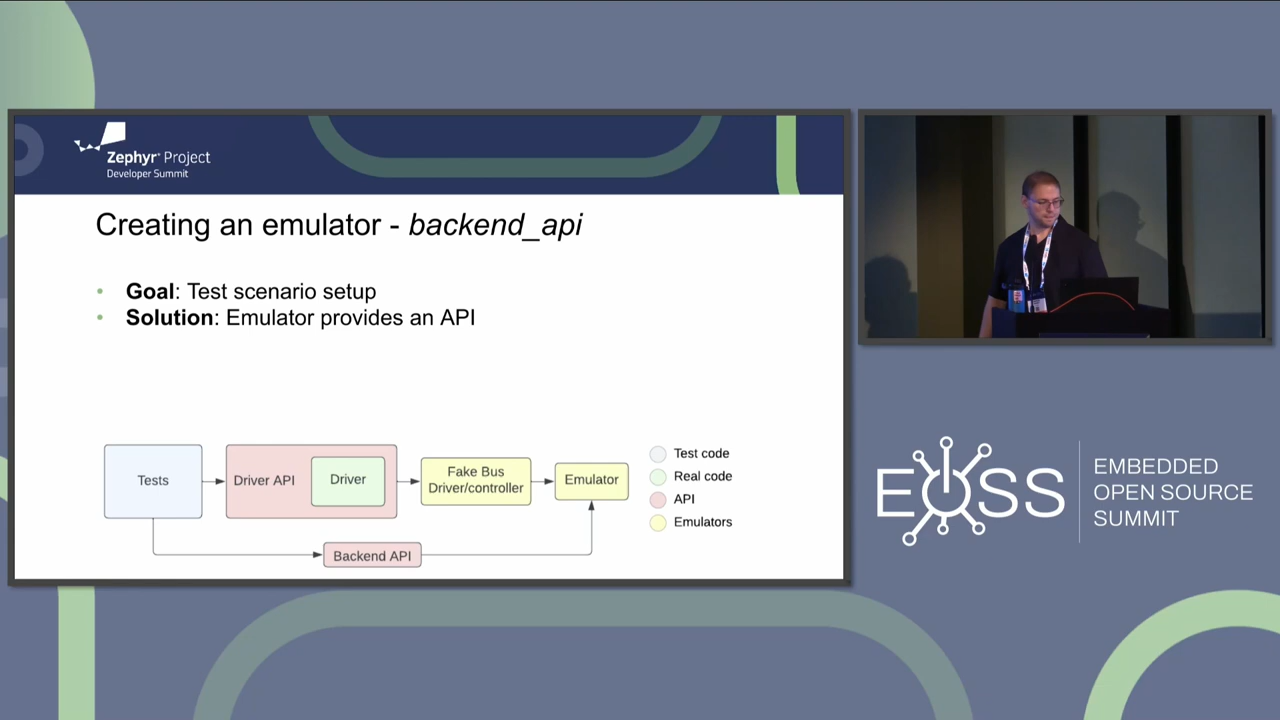 Zephyr® Project
Developer Summit
Creating an emulator - backend_api
• Goal: Test scenario setup
• Solution: Emulator provides an API
Tests
Driver API
Driver
Fake Bus
Driver/controller
Emulator
Backend API
Test code
Real code
API
Emulators
EOSS
EMBEDDED
OPEN SOURCE
SUMMIT